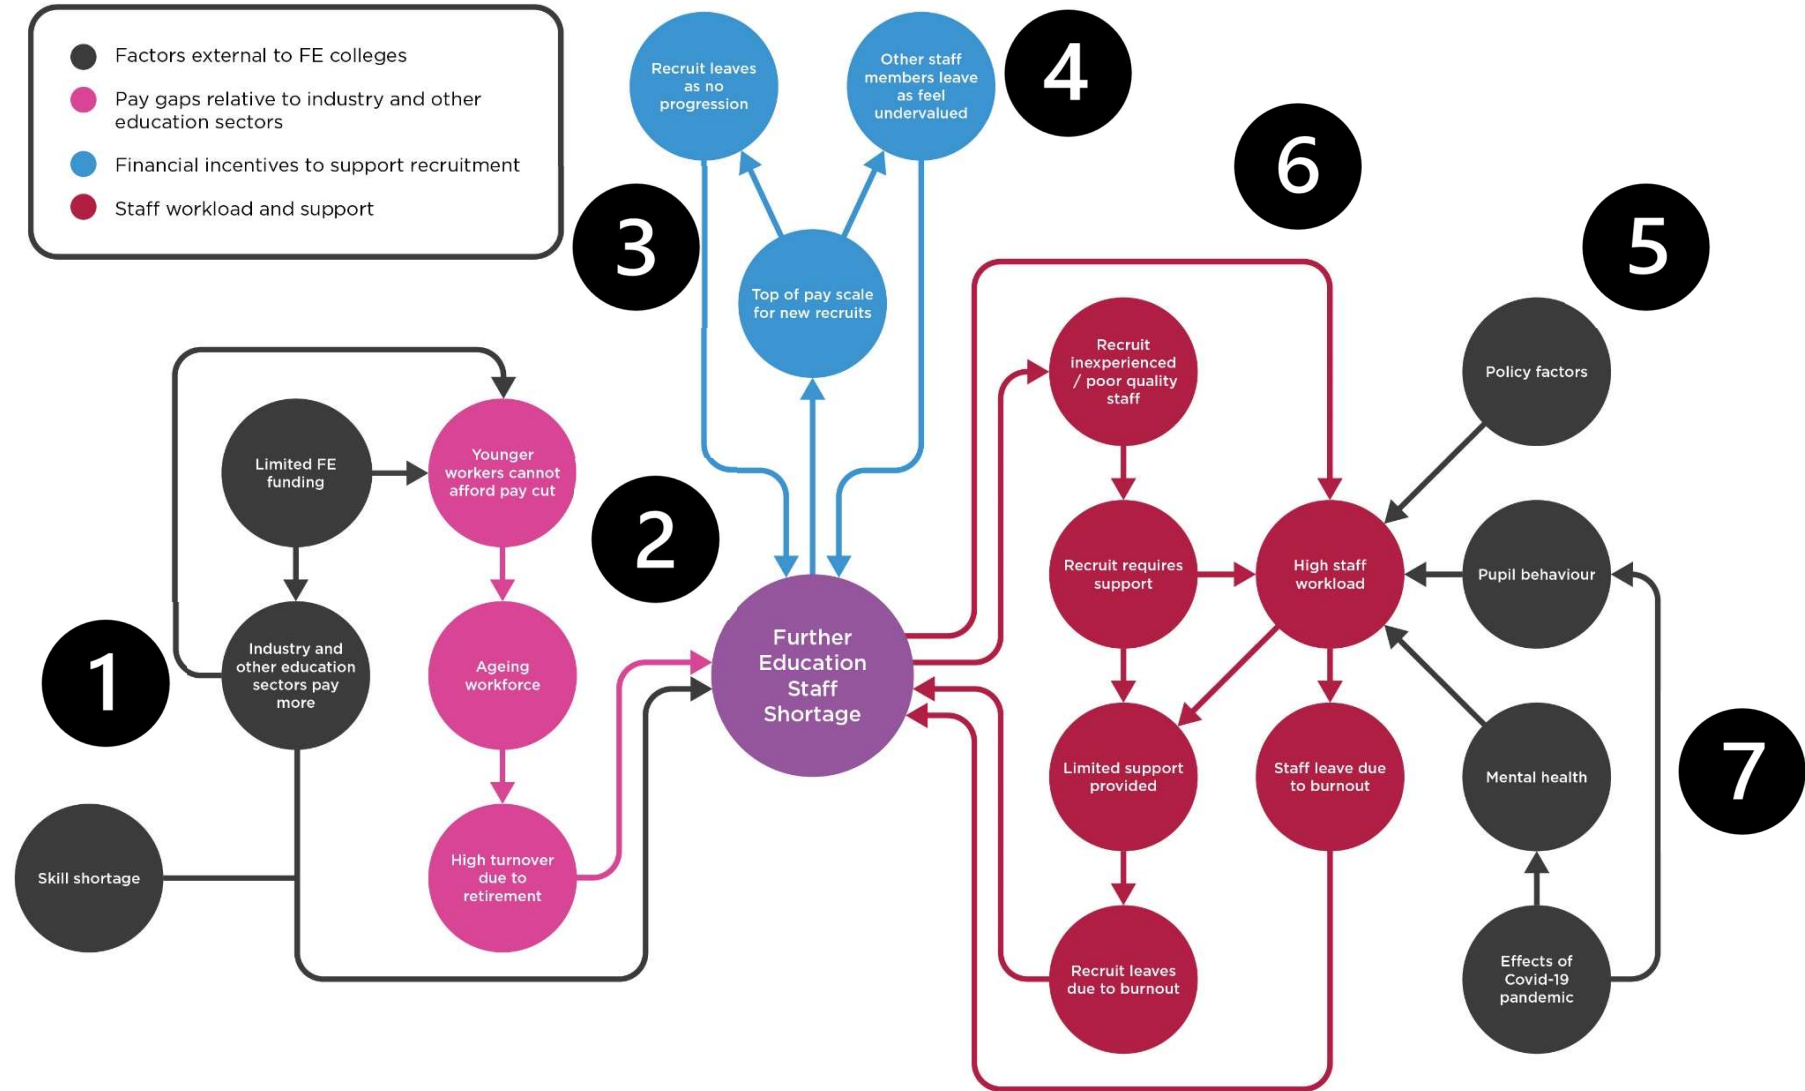 Factors external to FE colleges
Pay gaps relative to industry and other
education sectors
Financial incentives to support recruitment
Staff workload and support
Recruit leaves
as no
progression
Other staff
members leave
as feel
undervalued
4
6
3
5
Top of pay scale
for new recruits
Recruit
inexperienced
/ poor quality
staff
Policy factors
Limited FE
funding
Younger
workers cannot
afford pay cut
2
Recruit requires
support
High staff
workload
Pupil behaviour
1
Industry and
other education
sectors pay
more
Ageing
workforce
Further
Education
Staff
Shortage
Limited support
provided
Staff leave due
to burnout
Mental health
7
Skill shortage
High turnover
due to
retirement
Recruit leaves
due to burnout
Effects of
Covid-19
pandemic